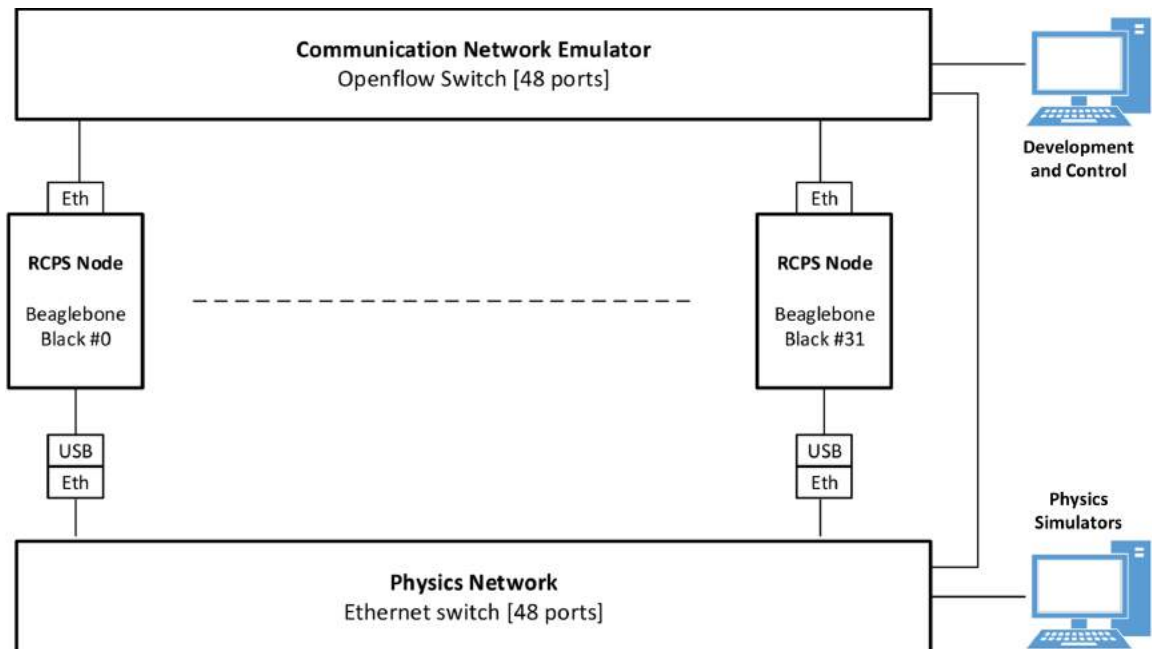 Communication Network Emulator
Openflow Switch [48 ports]
Development
and Control
Eth
Eth
RCPS Node
Beaglebone
Black #0
RCPS Node
Beaglebone
Black #31
USB
Eth
USB
Eth
Physics
Simulators
Physics Network
Ethernet switch [48 ports]